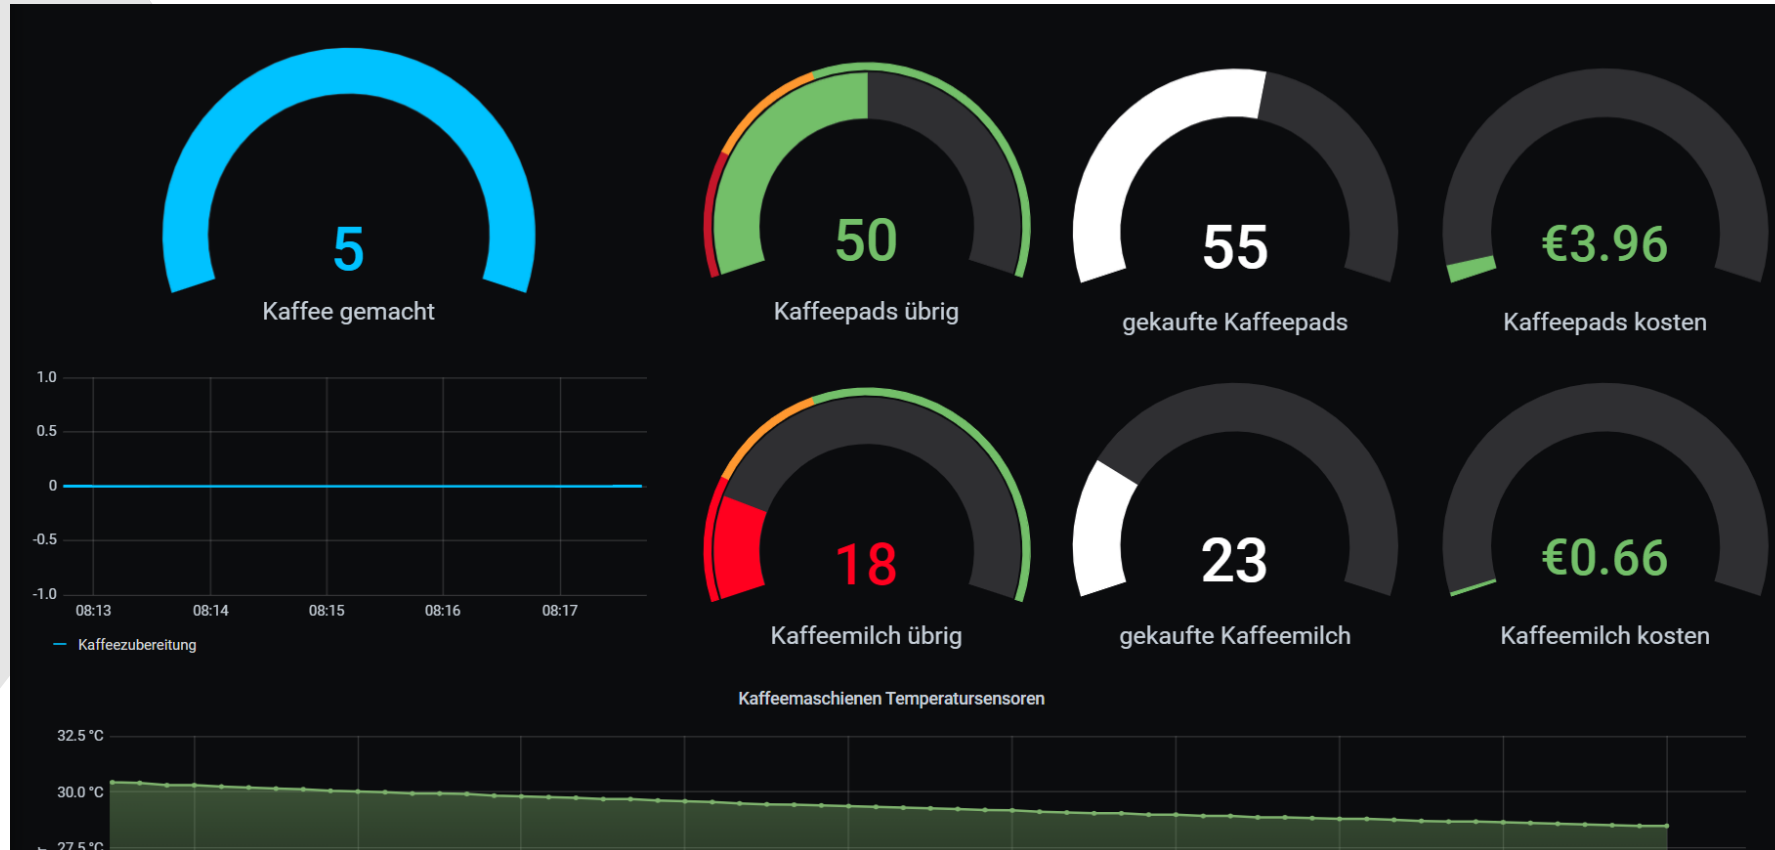 5
Kaffee gemacht
50
Kaffeepads übrig
55
gekaufte Kaffeepads
€3.96
Kaffeepads kosten
1.0
0.5
0
-0.5
-1.0
08:13 08:14 08:15 08:16 08:17
Kaffeezubereitung
18
Kaffeemilch übrig
23
gekaufte Kaffeemilch
€0.66
Kaffeemilch kosten
Kaffeemaschienen Temperatursensoren
32.5 °C
30.0 °C
27.5 °C